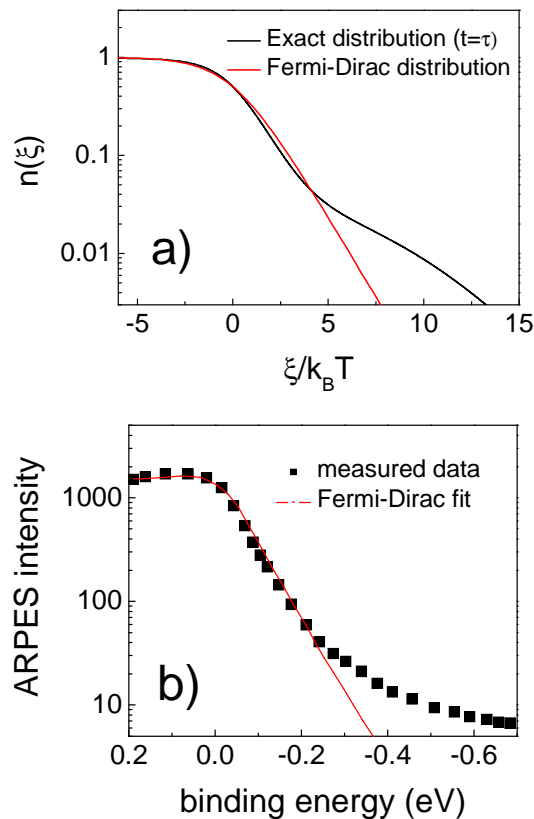 Exact distribution (t=τ)
Fermi-Dirac distribution
1
0.1
0.01
n(ξ)
a)
-5 0 5 10 15
ξ/k_BT
measured data
Fermi-Dirac fit
1000
100
10
ARPES intensity
b)
0.2 0.0 -0.2 -0.4 -0.6
binding energy (eV)